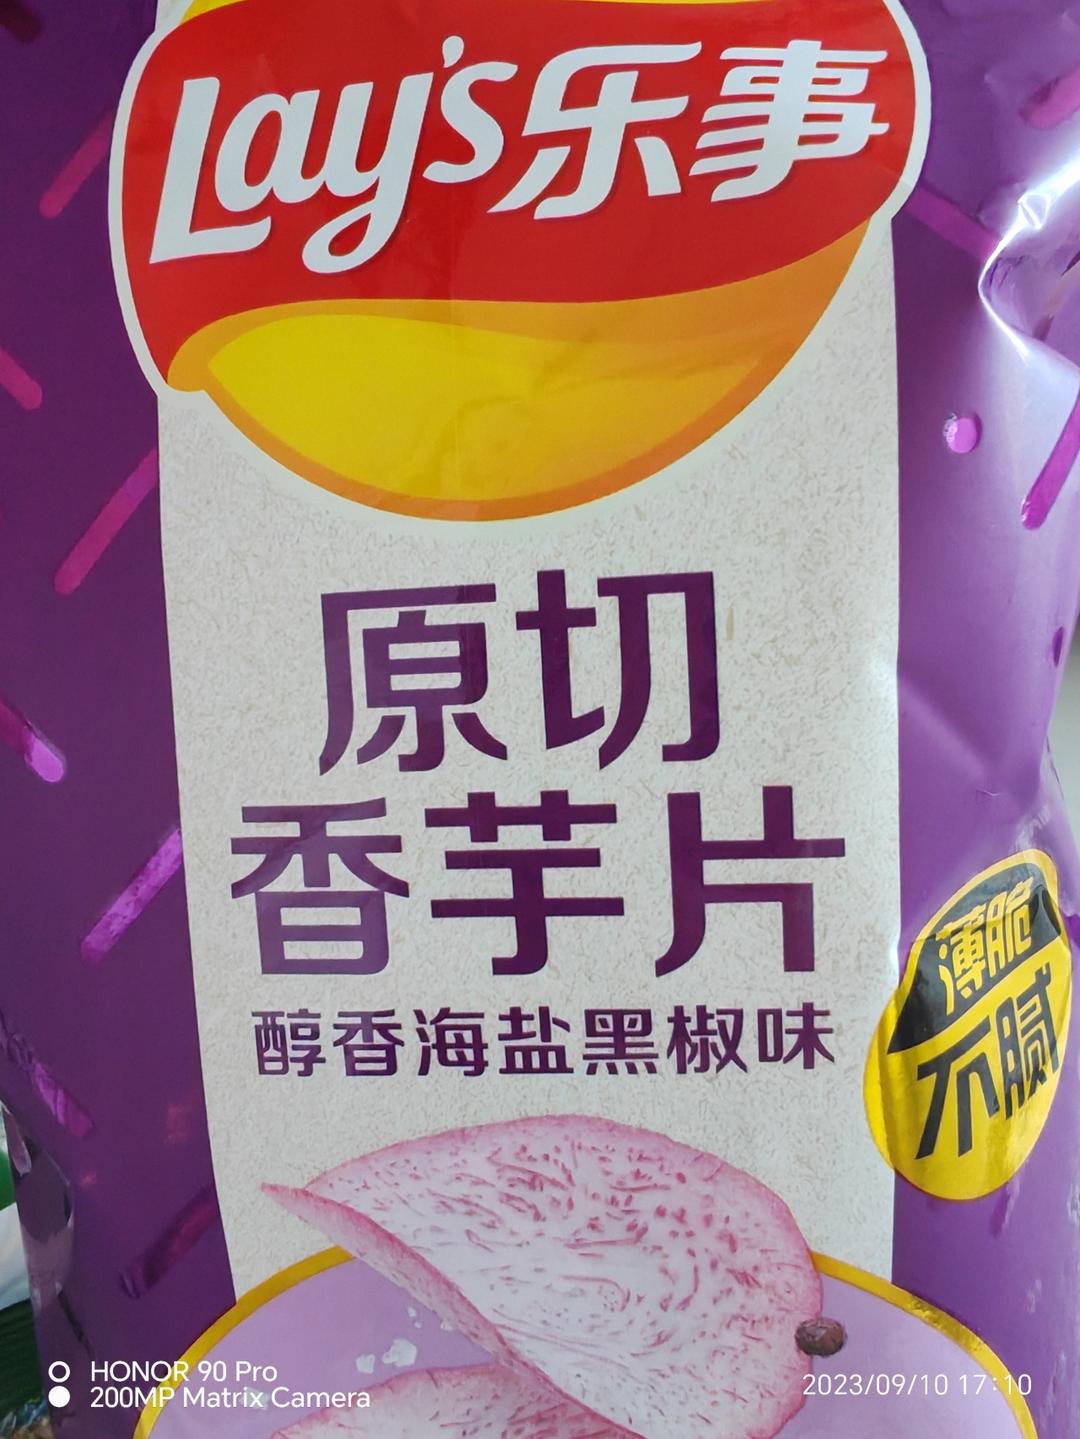 Lay's乐事
原切
香芋片
醇香海盐黑椒味
薄脆
不腻
HONOR 90 Pro
200MP Matrix Camera
2023/09/10 17:10